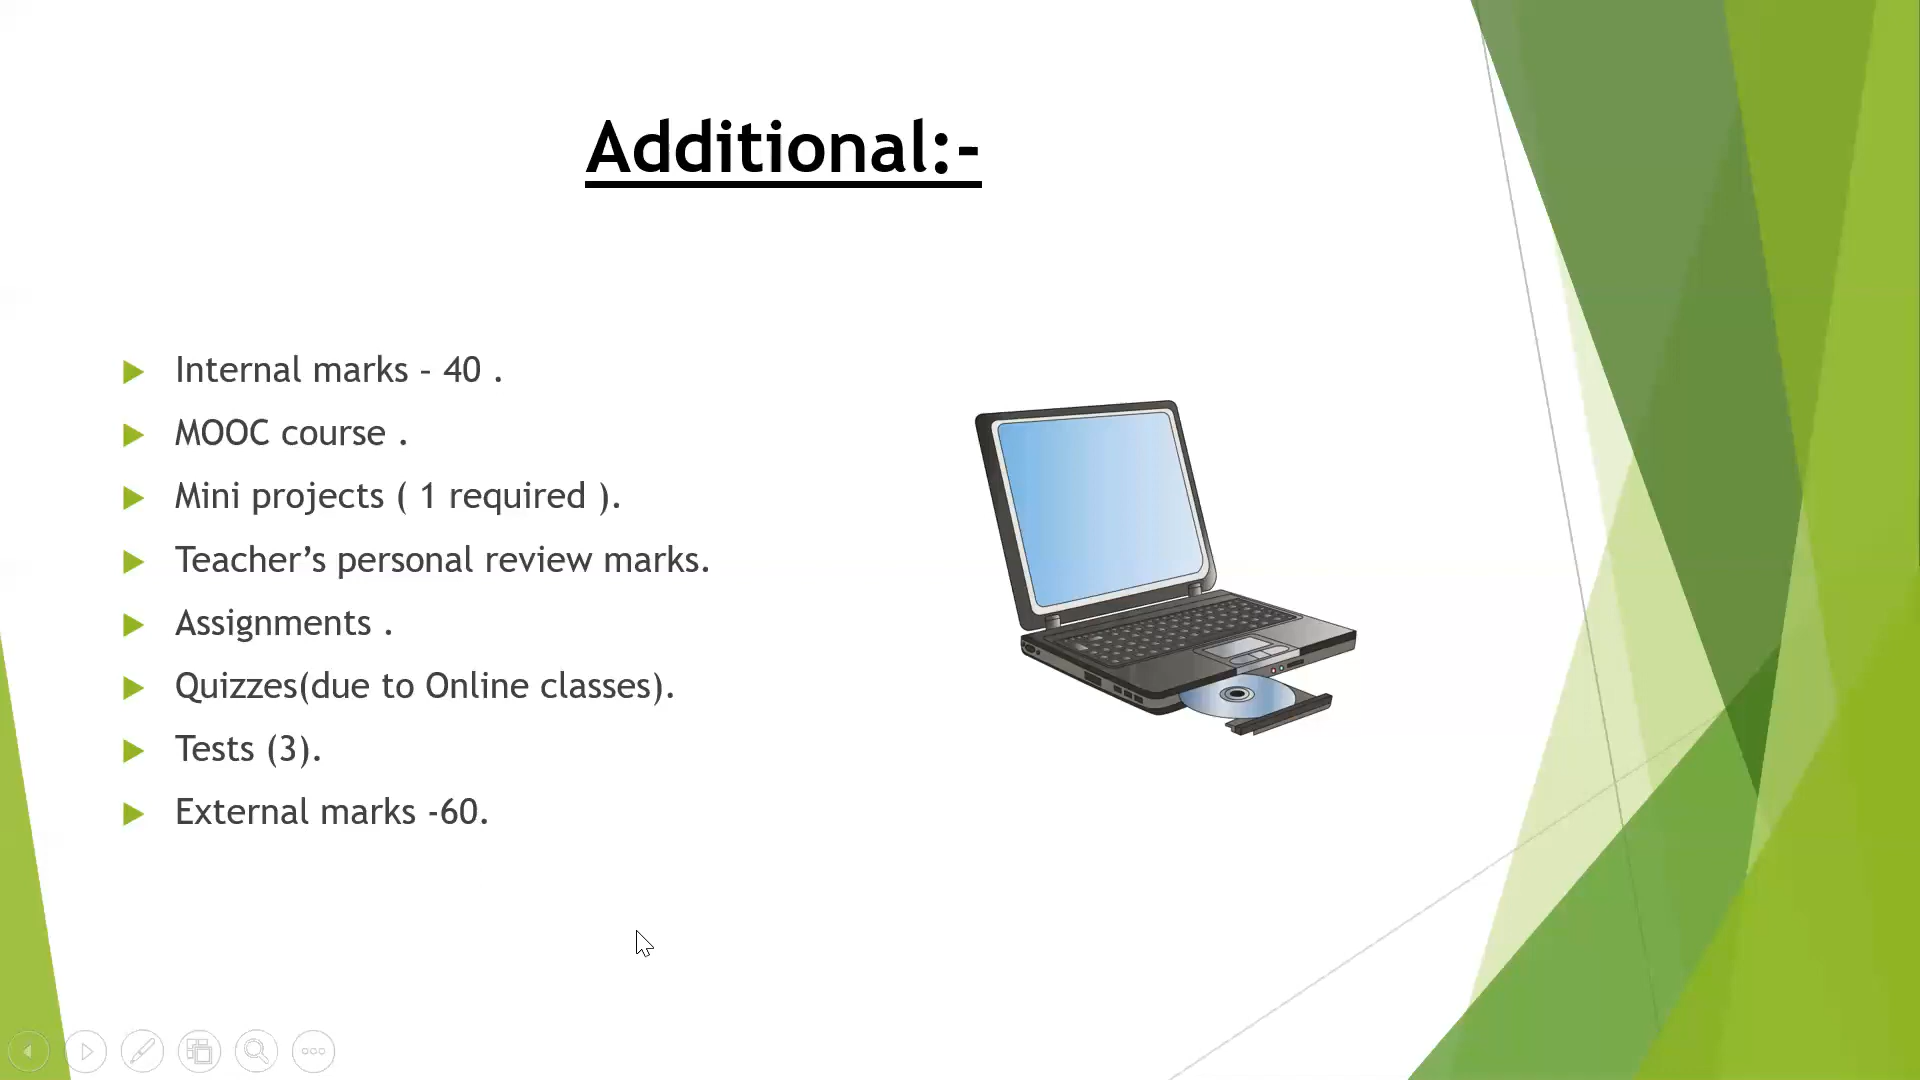 Additional:-
Internal marks – 40 .
MOOC course .
Mini projects ( 1 required ).
Teacher’s personal review marks.
Assignments .
Quizzes(due to Online classes).
Tests (3).
External marks -60.